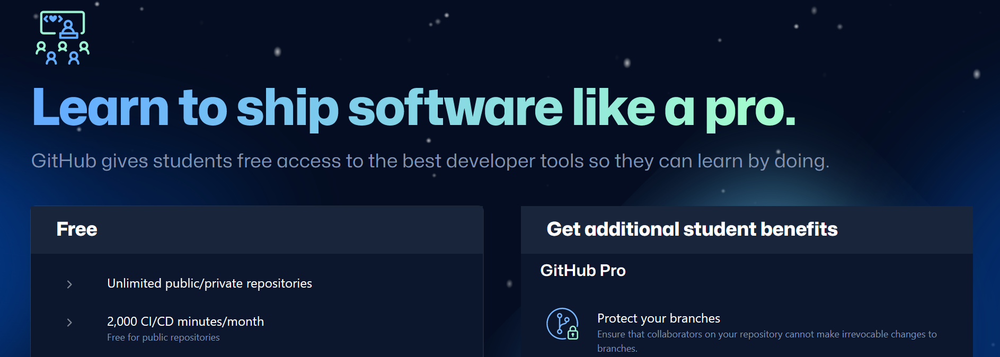 Learn to ship software like a pro.
GitHub gives students free access to the best developer tools so they can learn by doing.
Free
Unlimited public/private repositories
2,000 CI/CD minutes/month
Free for public repositories
Get additional student benefits
GitHub Pro
Protect your branches
Ensure that collaborators on your repository cannot make irrevocable changes to
branches.